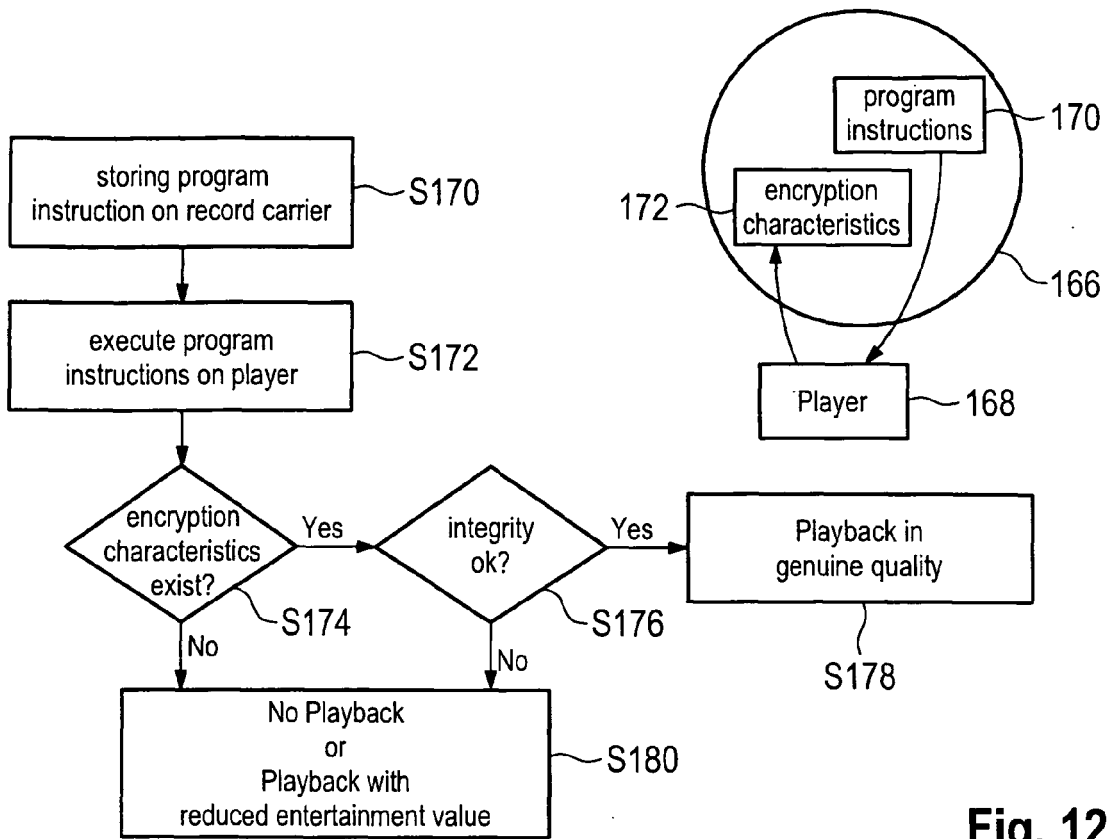 storing program
instruction on record carrier
S170
execute program
instructions on player
S172
encryption
characteristics
exist?
S174
Yes
No
integrity
ok?
S176
Yes
No
Playback in
genuine quality
S178
No Playback
or
Playback with
reduced entertainment value
S180
program
instructions
170
172
encryption
characteristics
166
Player
168
Fig. 12